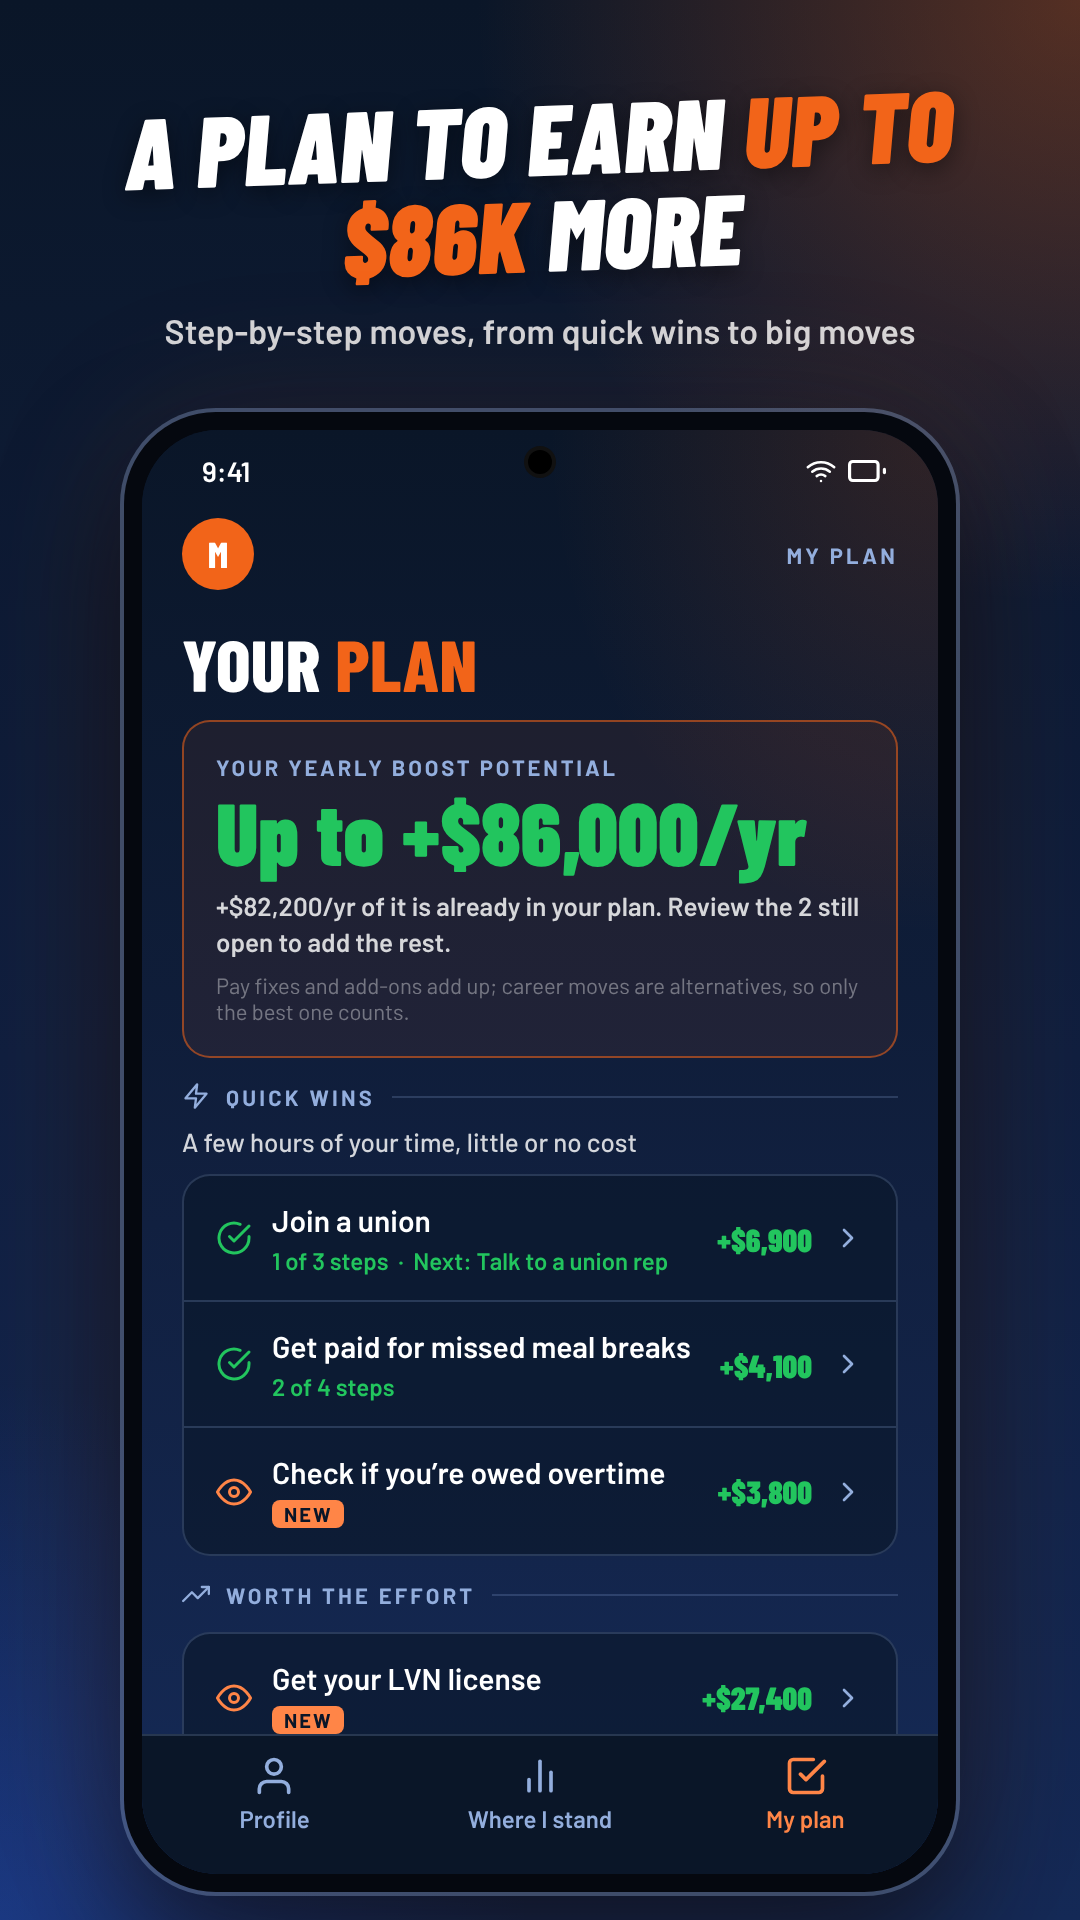 A PLAN TO EARN UP TO
$86K MORE
Step-by-step moves, from quick wins to big moves
9:41
M
MY PLAN
YOUR PLAN
YOUR YEARLY BOOST POTENTIAL
Up to +$86,000/yr
+$82,200/yr of it is already in your plan. Review the 2 still
open to add the rest.
Pay fixes and add-ons add up; career moves are alternatives, so only
the best one counts.
QUICK WINS
A few hours of your time, little or no cost
Join a union
1 of 3 steps · Next: Talk to a union rep
+$6,900
Get paid for missed meal breaks
2 of 4 steps
+$4,100
Check if you’re owed overtime
NEW
+$3,800
WORTH THE EFFORT
Get your LVN license
NEW
+$27,400
Profile
Where I stand
My plan